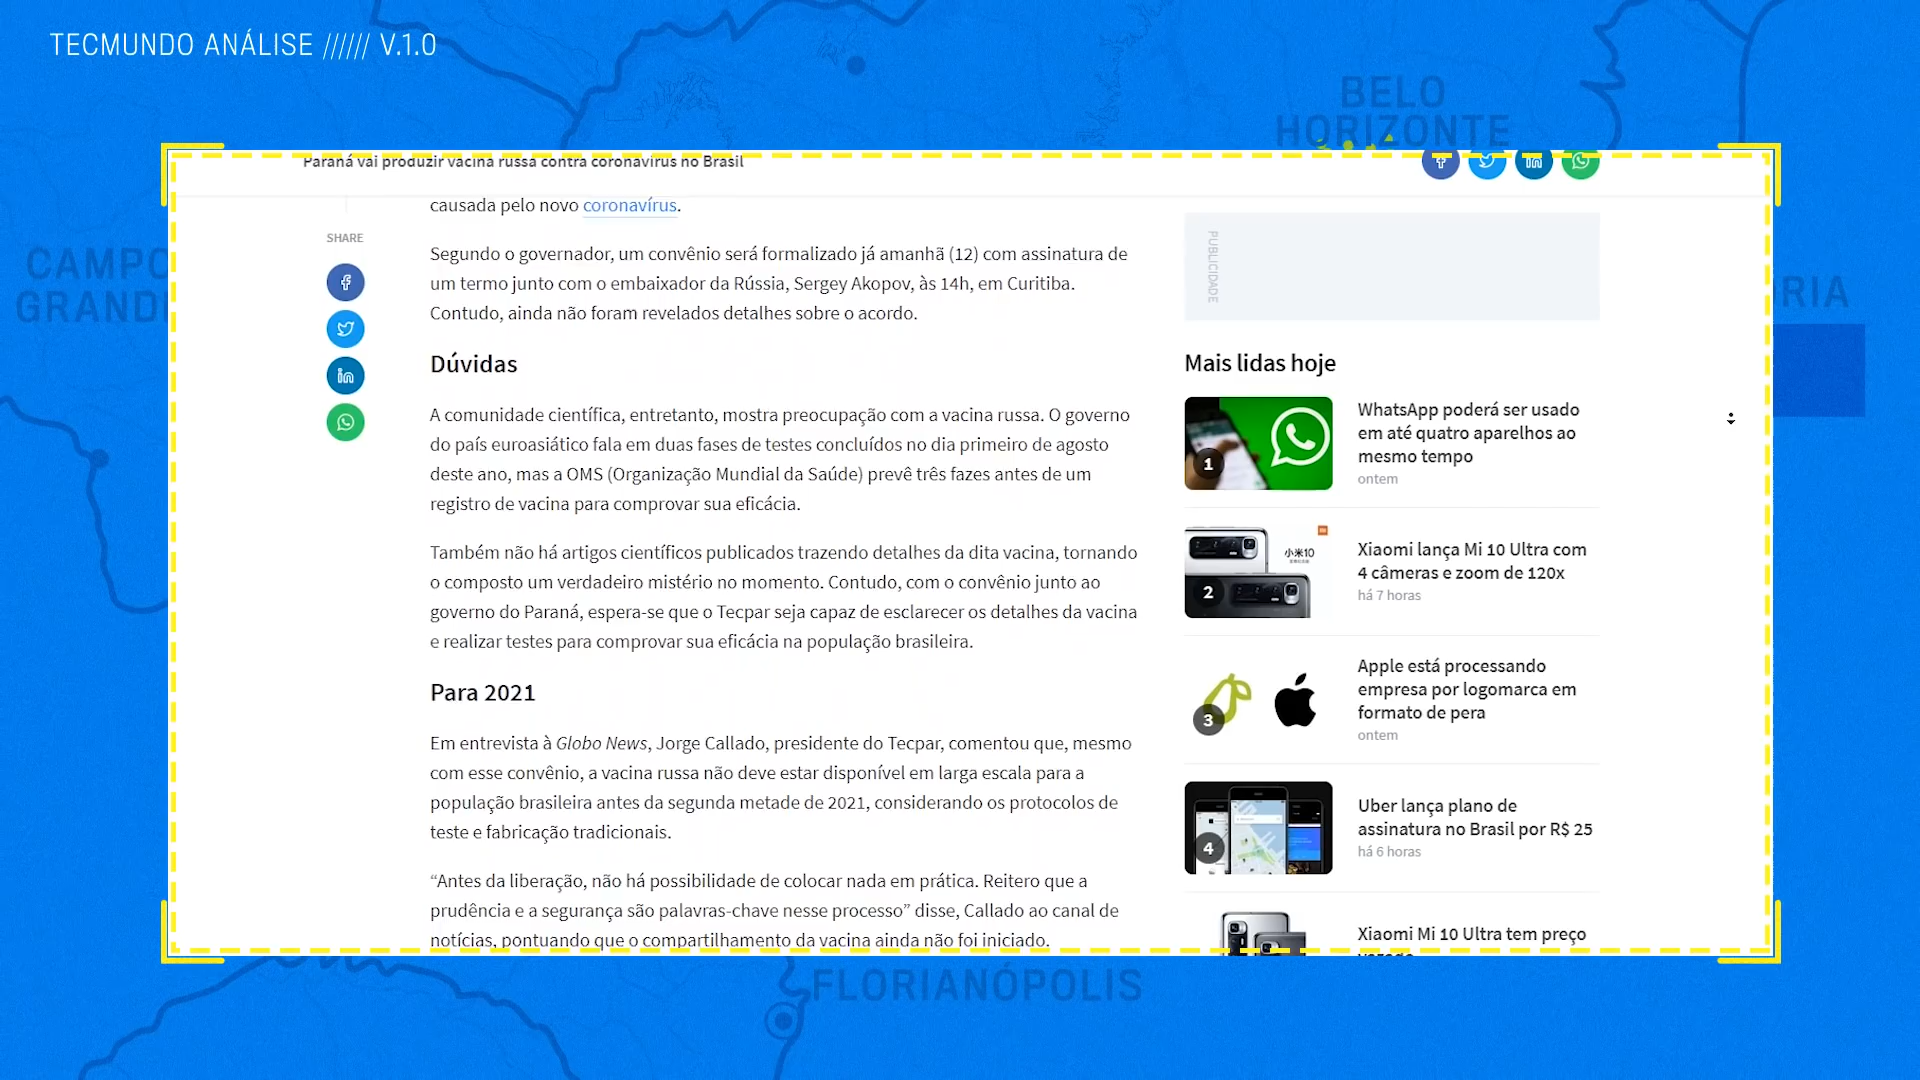 TECMUNDO ANÁLISE ////// V.1.0
BELO
HORIZONTE
CAMPO
GRANDE
RIA
FLORIANÓPOLIS
Paraná vai produzir vacina russa contra coronavírus no Brasil
SHARE
causada pelo novo coronavírus.
Segundo o governador, um convênio será formalizado já amanhã (12) com assinatura de
um termo junto com o embaixador da Rússia, Sergey Akopov, às 14h, em Curitiba.
Contudo, ainda não foram revelados detalhes sobre o acordo.
Dúvidas
A comunidade científica, entretanto, mostra preocupação com a vacina russa. O governo
do país euroasiático fala em duas fases de testes concluídos no dia primeiro de agosto
deste ano, mas a OMS (Organização Mundial da Saúde) prevê três fazes antes de um
registro de vacina para comprovar sua eficácia.
Também não há artigos científicos publicados trazendo detalhes da dita vacina, tornando
o composto um verdadeiro mistério no momento. Contudo, com o convênio junto ao
governo do Paraná, espera-se que o Tecpar seja capaz de esclarecer os detalhes da vacina
e realizar testes para comprovar sua eficácia na população brasileira.
Para 2021
Em entrevista à Globo News, Jorge Callado, presidente do Tecpar, comentou que, mesmo
com esse convênio, a vacina russa não deve estar disponível em larga escala para a
população brasileira antes da segunda metade de 2021, considerando os protocolos de
teste e fabricação tradicionais.
“Antes da liberação, não há possibilidade de colocar nada em prática. Reitero que a
prudência e a segurança são palavras-chave nesse processo” disse, Callado ao canal de
notícias, pontuando que o compartilhamento da vacina ainda não foi iniciado.
PUBLICIDADE
Mais lidas hoje
1
WhatsApp poderá ser usado
em até quatro aparelhos ao
mesmo tempo
ontem
小米10
2
Xiaomi lança Mi 10 Ultra com
4 câmeras e zoom de 120x
há 7 horas
3
Apple está processando
empresa por logomarca em
formato de pera
ontem
4
Uber lança plano de
assinatura no Brasil por R$ 25
há 6 horas
Xiaomi Mi 10 Ultra tem preço